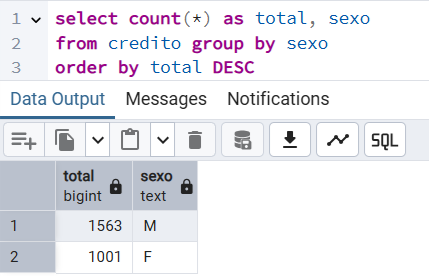 1 select count(*) as total, sexo
2 from credito group by sexo
3 order by total DESC
Data Output Messages Notifications
SQL
total sexo
bigint text
1 1563 M
2 1001 F